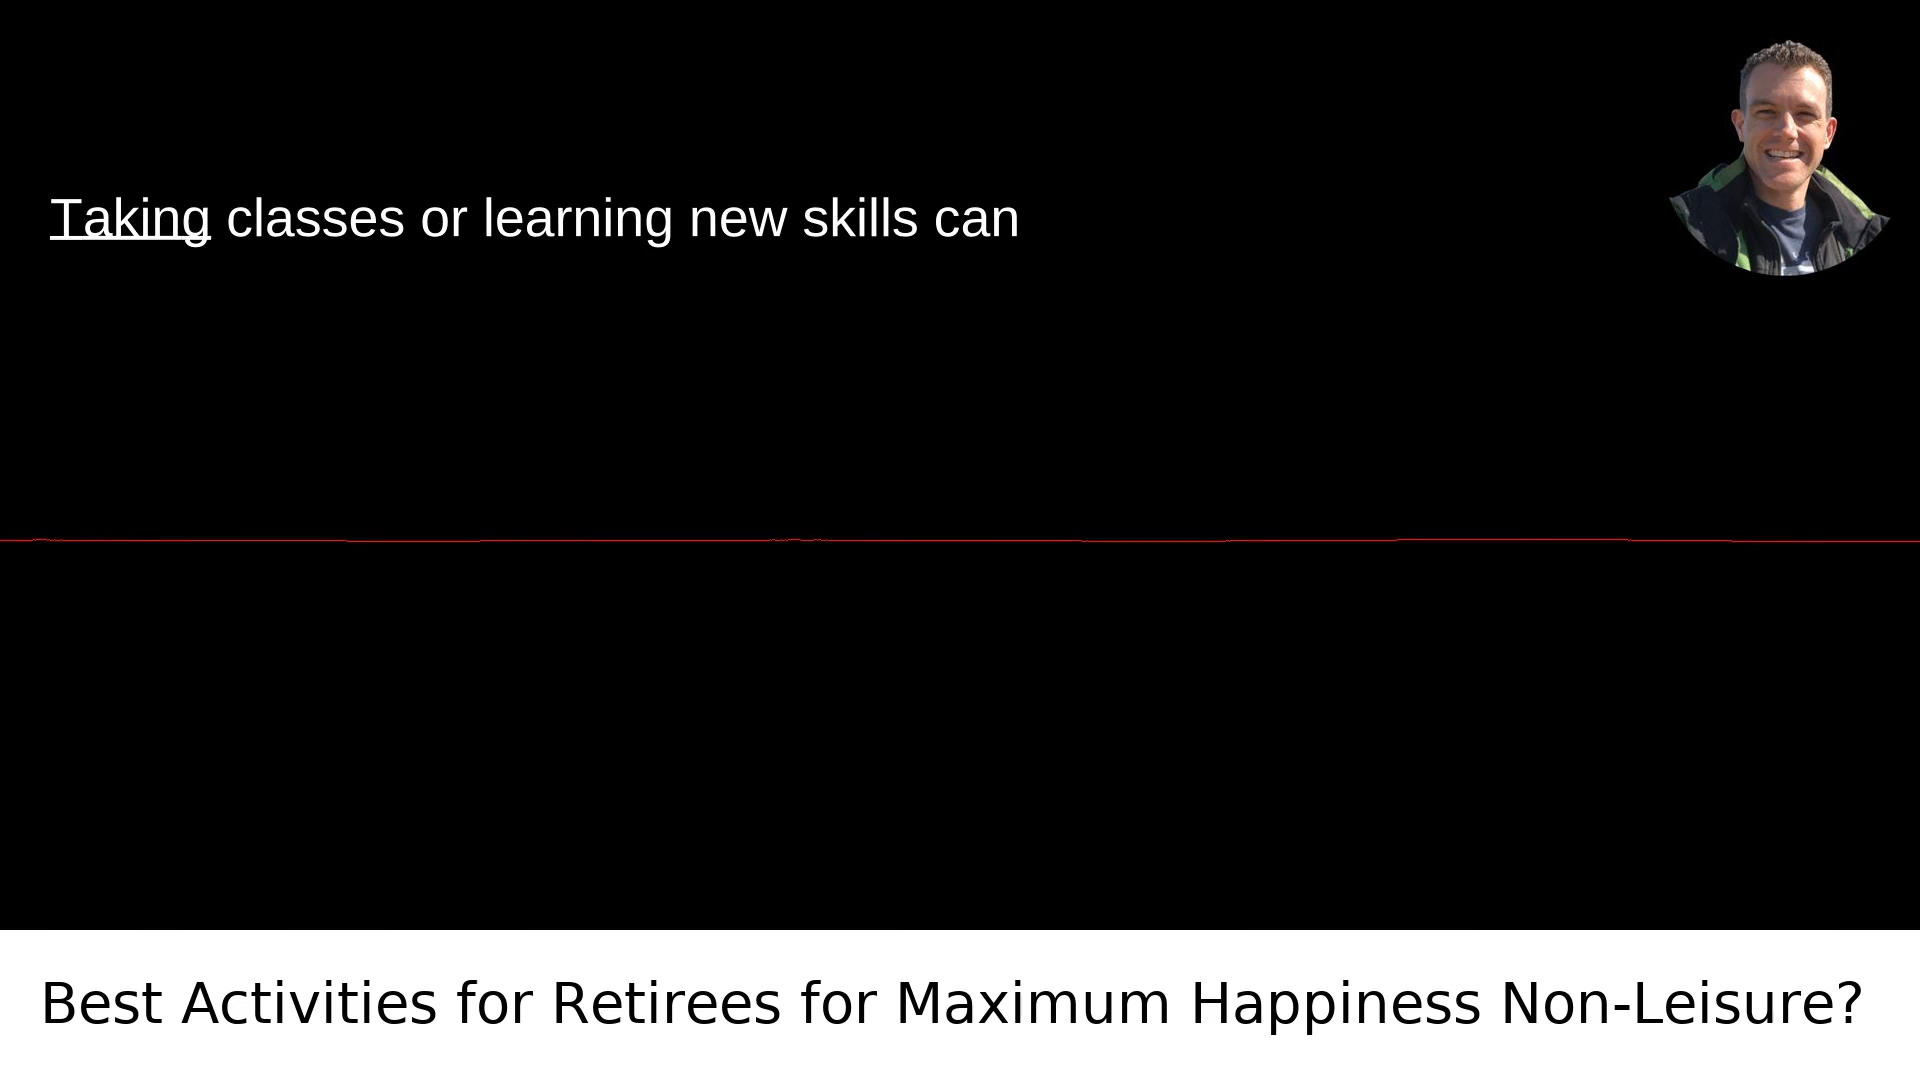 Taking classes or learning new skills can
Best Activities for Retirees for Maximum Happiness Non-Leisure?